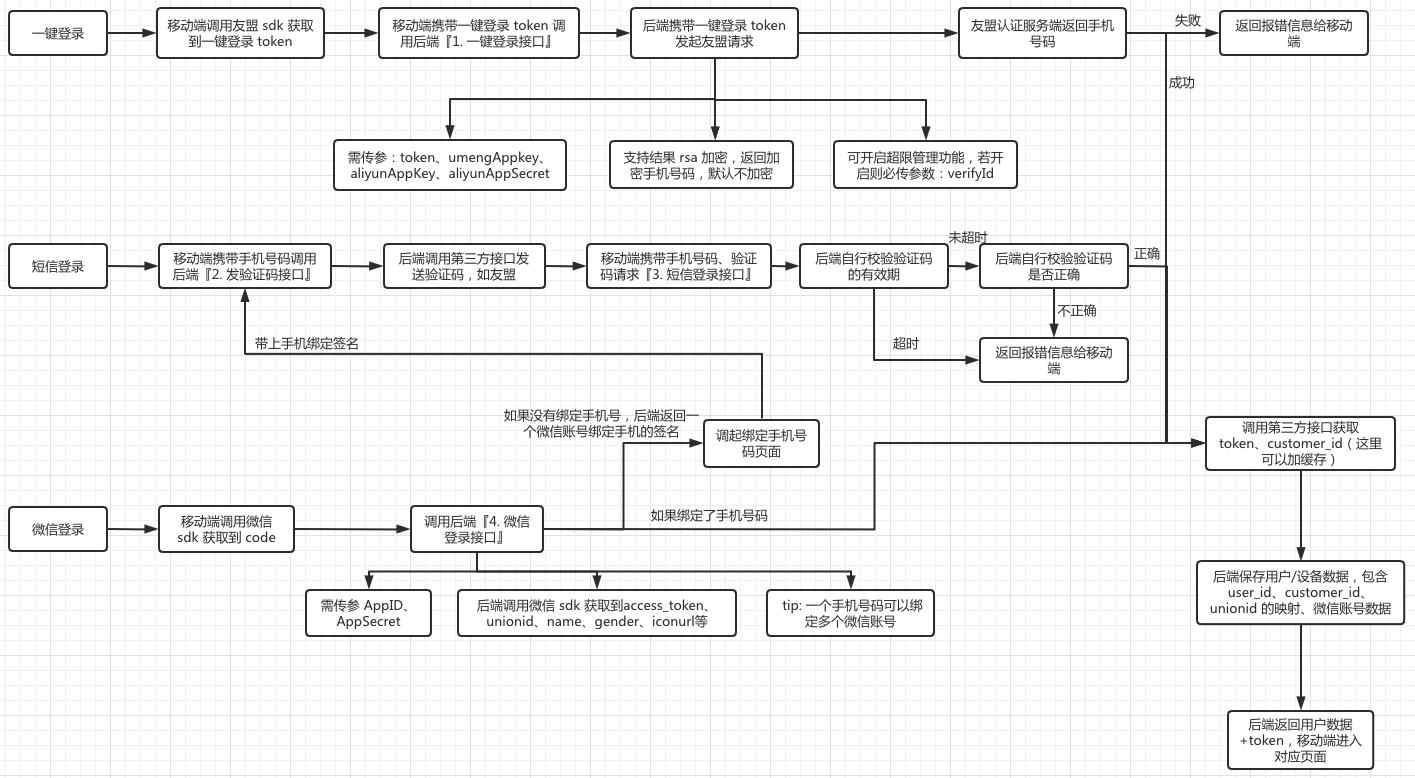 一键登录
移动端调用友盟 sdk 获取
到一键登录 token
移动端携带一键登录 token 调
用后端『1. 一键登录接口』
后端携带一键登录 token
发起友盟请求
友盟认证服务端返回手机
号码
失败
返回报错信息给移动
端
成功
需传参：token、umengAppkey、
aliyunAppKey、aliyunAppSecret
支持结果 rsa 加密，返回加
密手机号码，默认不加密
可开启超限管理功能，若开
启则必传参数：verifyId
短信登录
移动端携带手机号码调用
后端『2. 发验证码接口』
后端调用第三方接口发
送验证码，如友盟
移动端携带手机号码、验证
码请求『3. 短信登录接口』
后端自行校验验证码
的有效期
未超时
后端自行校验验证码
是否正确
正确
不正确
超时
返回报错信息给移动
端
带上手机绑定签名
如果没有绑定手机号，后端返回一
个微信账号绑定手机的签名
调起绑定手机号
码页面
调用第三方接口获取
token、customer_id（这里
可以加缓存）
微信登录
移动端调用微信
sdk 获取到 code
调用后端『4. 微信
登录接口』
如果绑定了手机号码
需传参 AppID、
AppSecret
后端调用微信 sdk 获取到access_token、
unionid、name、gender、iconurl等
tip: 一个手机号码可以绑
定多个微信账号
后端保存用户/设备数据，包含
user_id、customer_id、
unionid 的映射、微信账号数据
后端返回用户数据
+token，移动端进入
对应页面